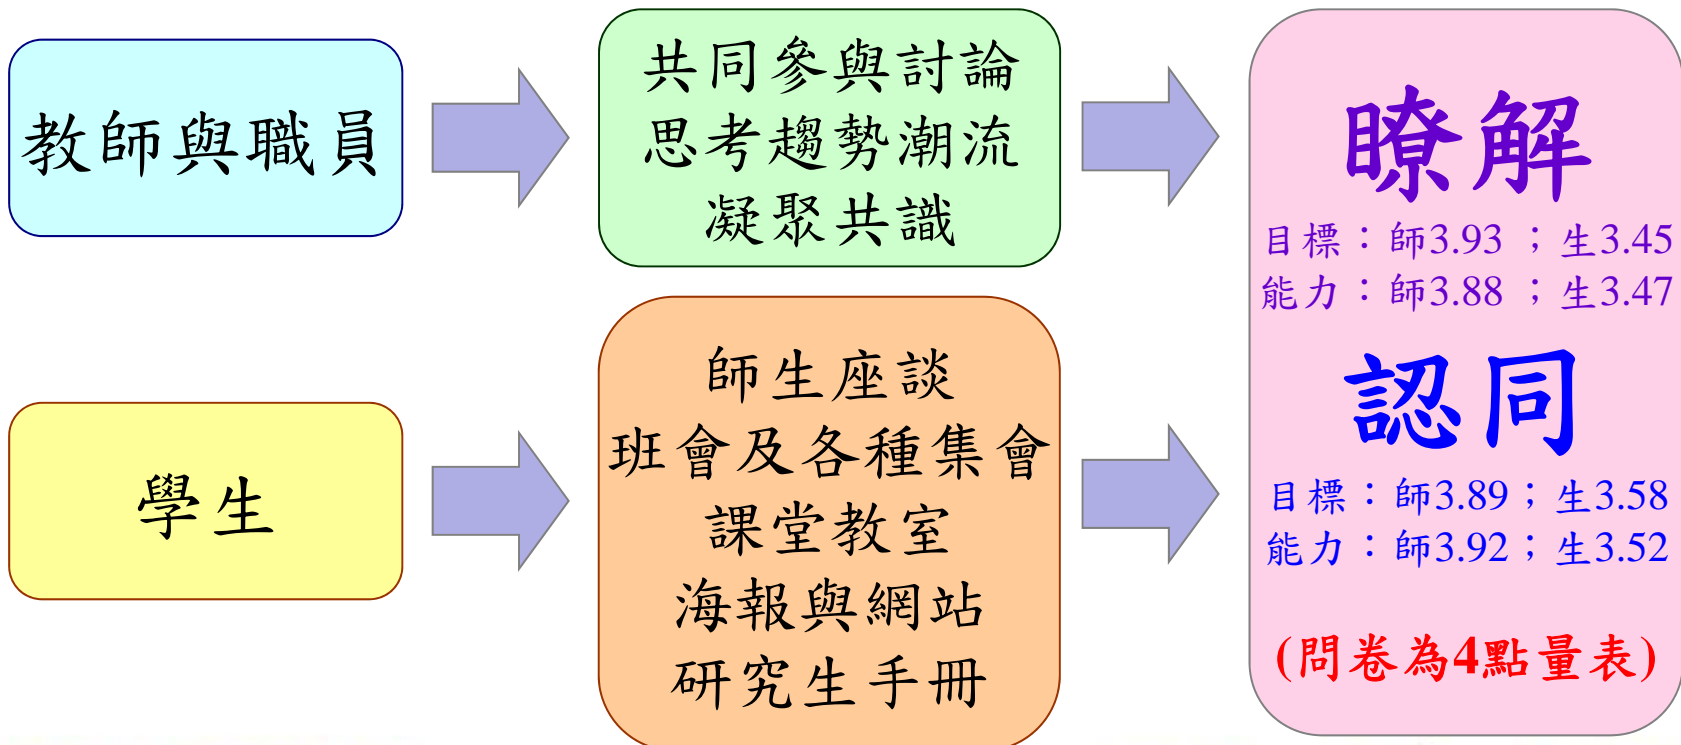 教師與職員
共同參與討論
思考趨勢潮流
凝聚共識
學生
師生座談
班會及各種集會
課堂教室
海報與網站
研究生手冊
瞭解
目標：師3.93 ；生3.45
能力：師3.88 ；生3.47
認同
目標：師3.89；生3.58
能力：師3.92；生3.52
(問卷為4點量表)